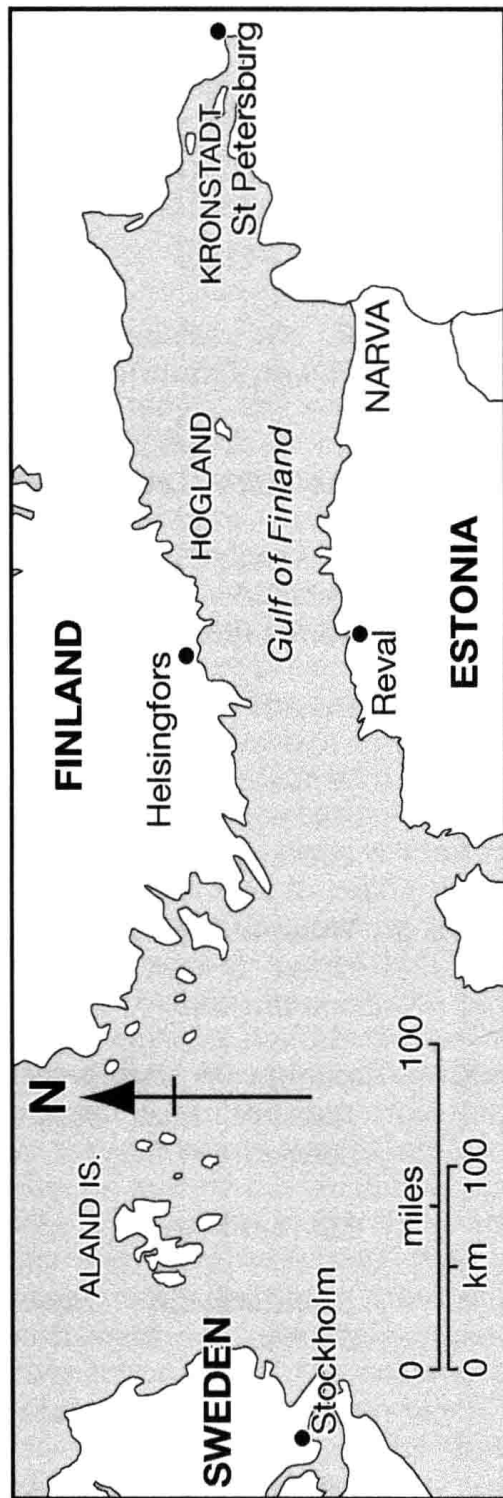 FINLAND
ALAND IS.
N
SWEDEN
Stockholm
Helsingfors
HOGLAND
KRONSTADT
St Petersburg
Gulf of Finland
NARVA
Reval
ESTONIA
0 miles 100
0 km 100